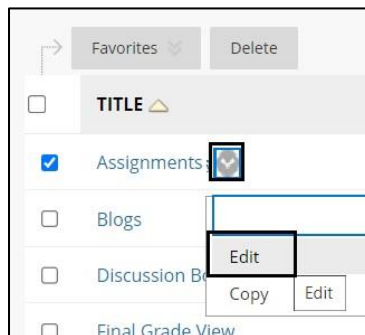 Favorites Delete
TITLE
Assignments
Blogs
Edit
Discussion Bo
Copy Edit
Final Grade View